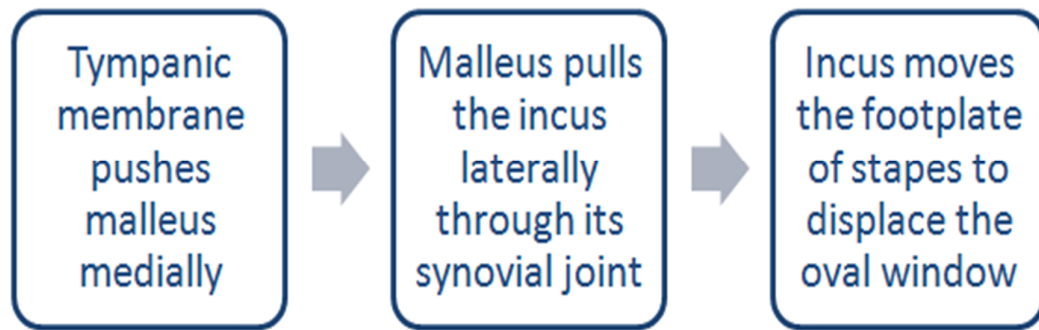 Tympanic
membrane
pushes
malleus
medially
Malleus pulls
the incus
laterally
through its
synovial joint
Incus moves
the footplate
of stapes to
displace the
oval window